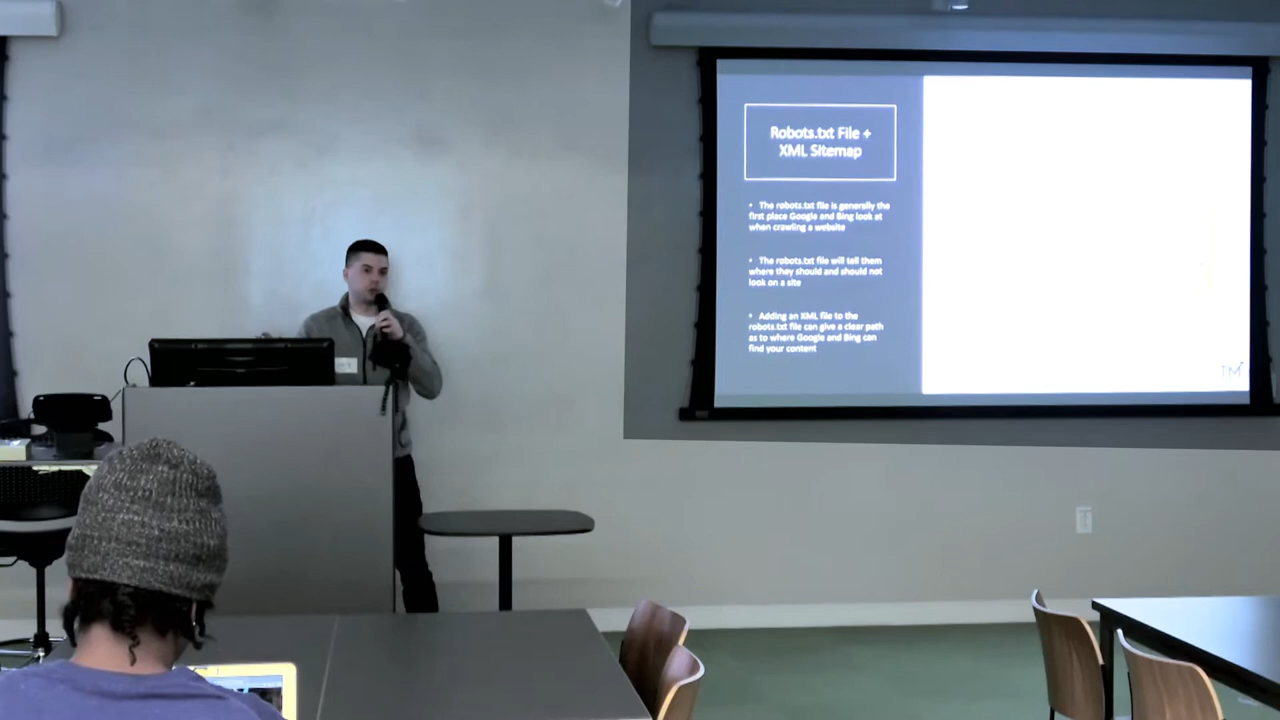 Robots.txt File +
XML Sitemap
• The robots.txt file is generally the
first place Google and Bing look at
when crawling a website
• The robots.txt file will tell them
where they should and should not
look on a site
• Adding an XML file to the
robots.txt file can give a clear path
as to where Google and Bing can
find your content
TM